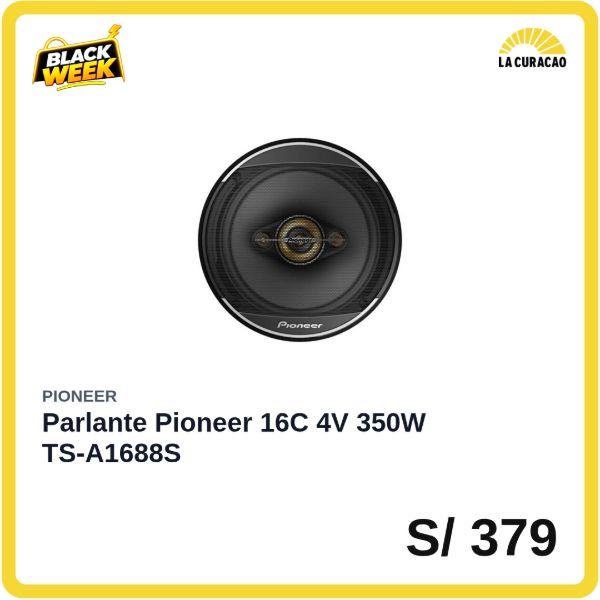 BLACK
WEEK
LA CURACAO
Pioneer
PIONEER
Parlante Pioneer 16C 4V 350W
TS-A1688S
S/ 379